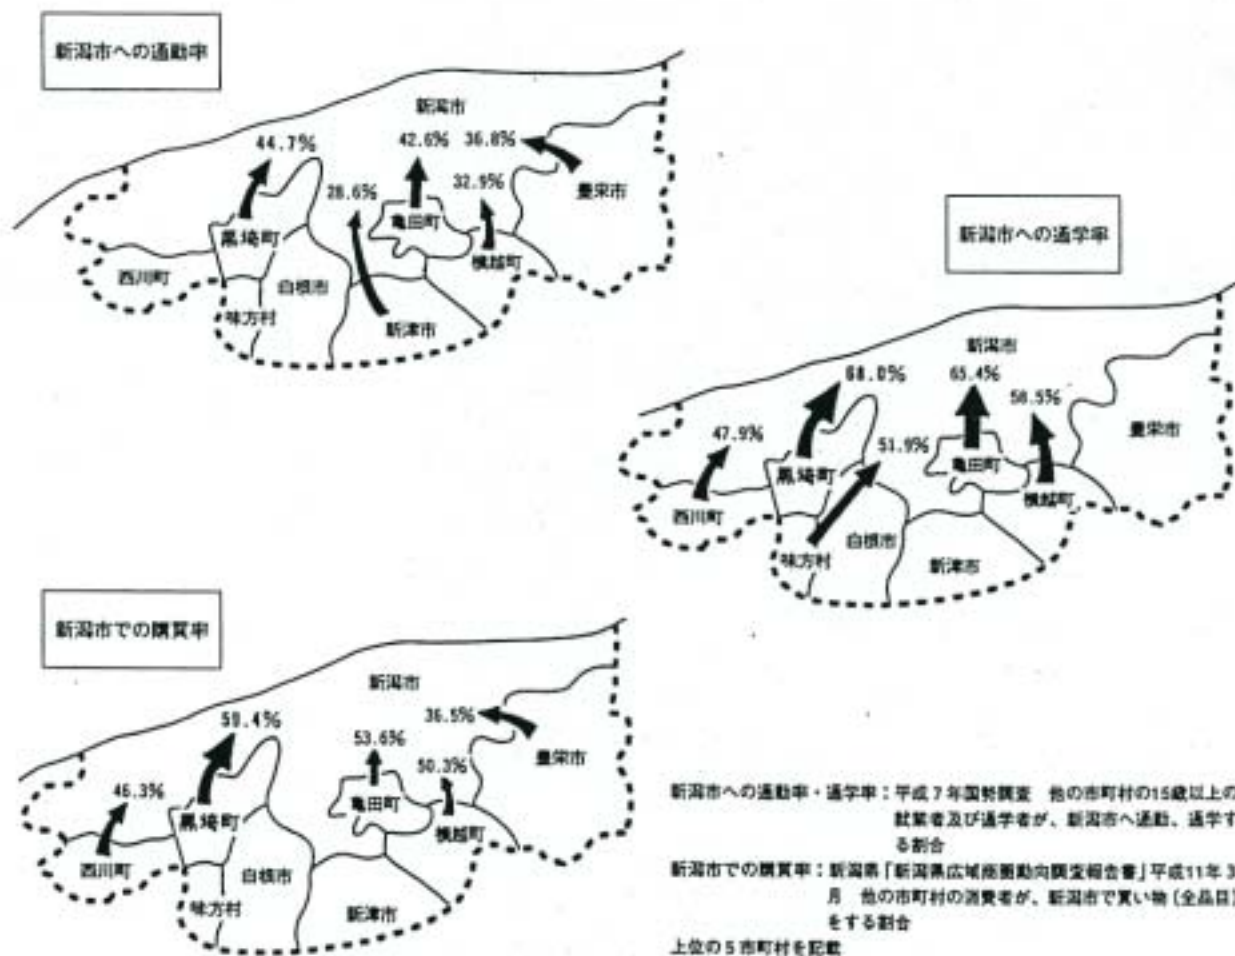 新潟市への通勤率
新潟市
44.7%
42.6%
36.8%
28.6%
32.9%
豊栄市
亀田町
黒埼町
横越町
西川町
白根市
味方村
新津市
新潟市への通学率
新潟市
68.0%
65.4%
58.5%
47.9%
51.9%
豊栄市
亀田町
黒埼町
横越町
西川町
白根市
味方村
新津市
新潟市での購買率
新潟市
59.4%
36.5%
53.6%
50.3%
46.3%
豊栄市
亀田町
黒埼町
横越町
西川町
白根市
味方村
新津市
新潟市への通勤率・通学率:平成7年国勢調査 他の市町村の15歳以上の
就業者及び通学者が、新潟市へ通勤、通学す
る割合
新潟市での購買率:新潟県「新潟県広域商圏動向調査報告書」平成11年3
月 他の市町村の消費者が、新潟市で買い物(全品目)
をする割合
上位の5市町村を記載